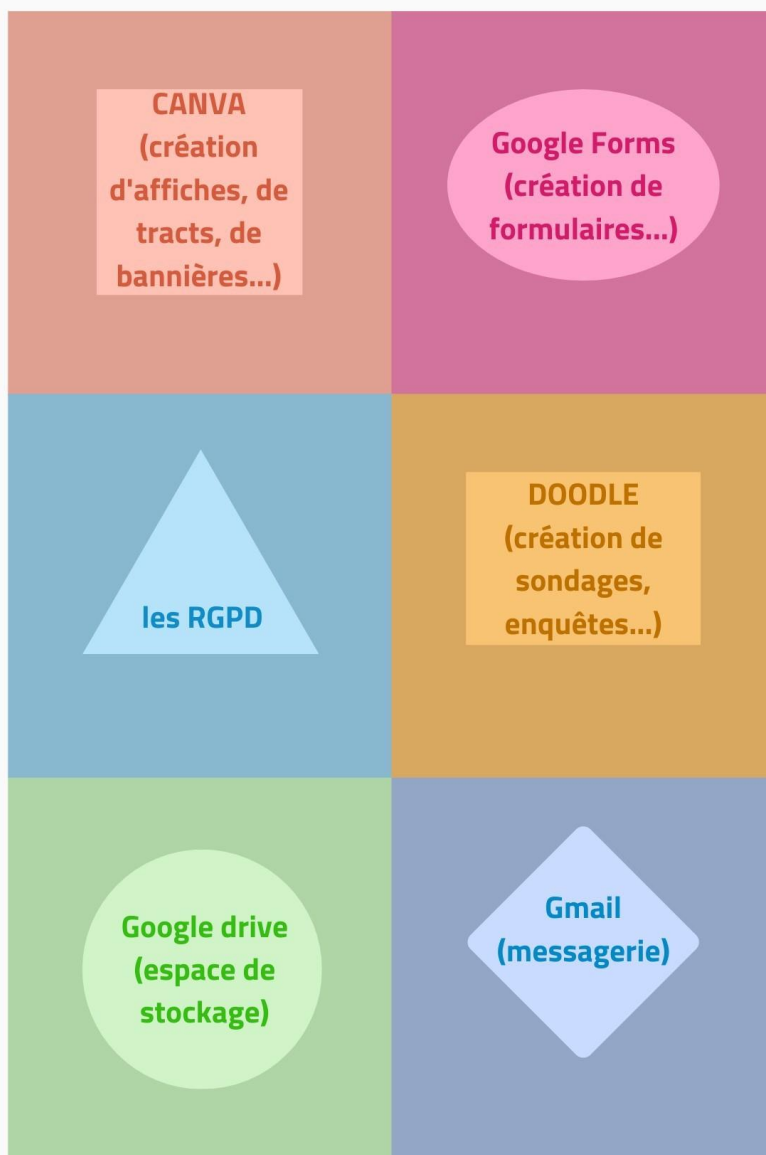 CANVA
(création
d'affiches, de
tracts, de
bannières...)
Google Forms
(création de
formulaires...)
les RGPD
DOODLE
(création de
sondages,
enquêtes...)
Google drive
(espace de
stockage)
Gmail
(messagerie)